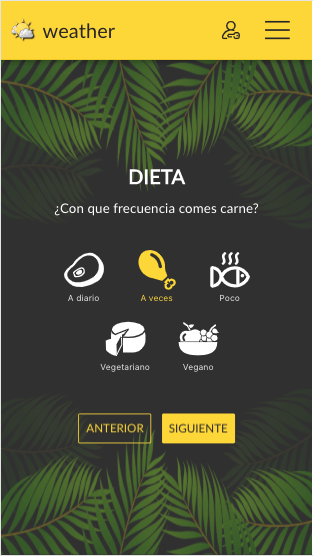 weather
DIETA
¿Con que frecuencia comes carne?
A diario
A veces
Poco
Vegetariano
Vegano
ANTERIOR
SIGUIENTE